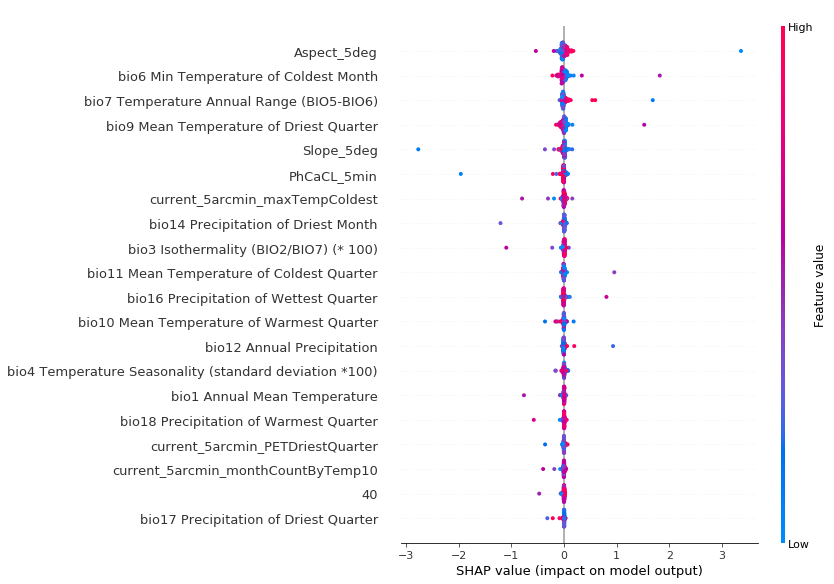 High
Aspect_5deg
bio6 Min Temperature of Coldest Month
bio7 Temperature Annual Range (BIO5-BIO6)
bio9 Mean Temperature of Driest Quarter
Slope_5deg
PhCaCL_5min
current_5arcmin_maxTempColdest
bio14 Precipitation of Driest Month
bio3 Isothermality (BIO2/BIO7) (* 100)
bio11 Mean Temperature of Coldest Quarter
bio16 Precipitation of Wettest Quarter
bio10 Mean Temperature of Warmest Quarter
bio12 Annual Precipitation
bio4 Temperature Seasonality (standard deviation *100)
bio1 Annual Mean Temperature
bio18 Precipitation of Warmest Quarter
current_5arcmin_PETDriestQuarter
current_5arcmin_monthCountByTemp10
40
bio17 Precipitation of Driest Quarter
Feature value
Low
−3 −2 −1 0 1 2 3
SHAP value (impact on model output)